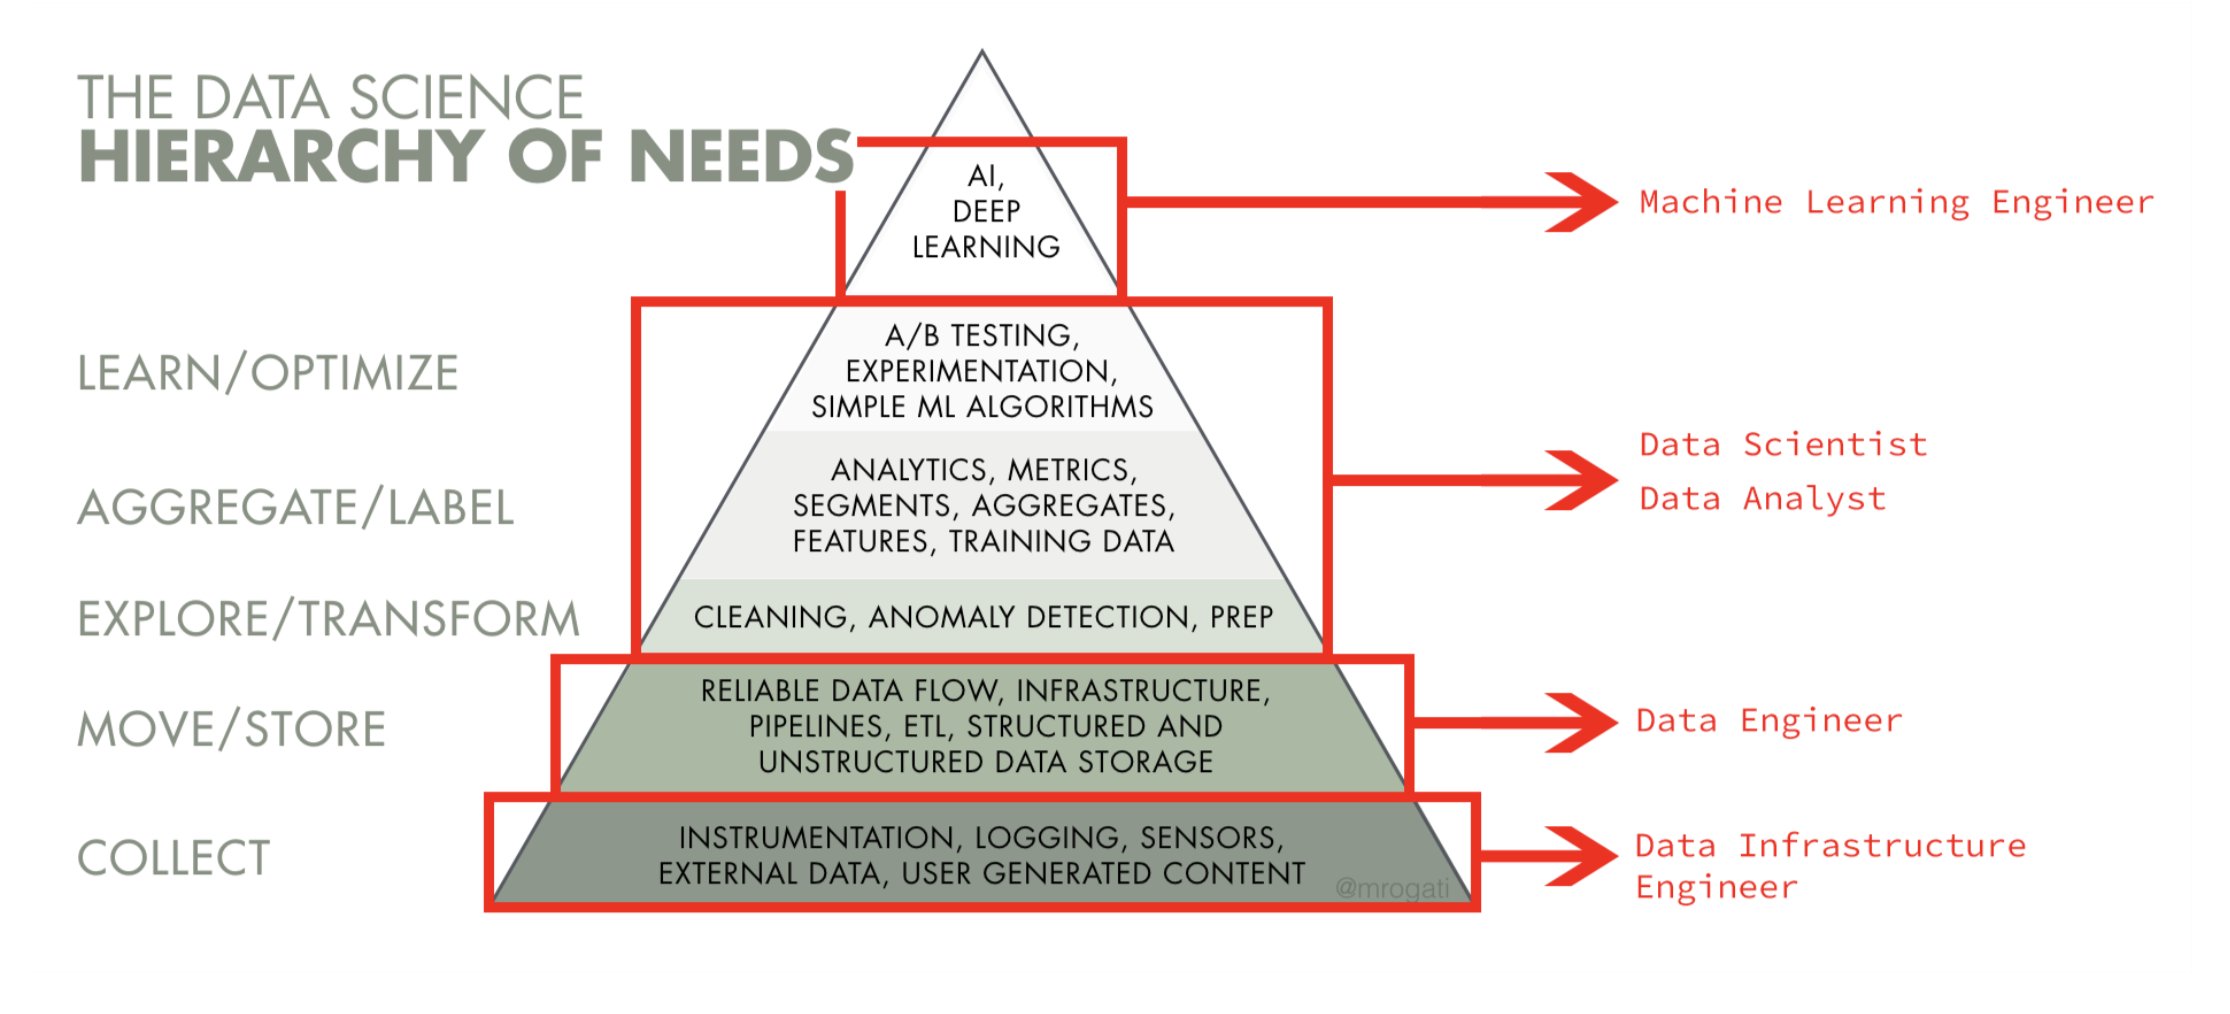 THE DATA SCIENCE
HIERARCHY OF NEEDS
AI,
DEEP
LEARNING
Machine Learning Engineer
LEARN/OPTIMIZE
A/B TESTING,
EXPERIMENTATION,
SIMPLE ML ALGORITHMS
AGGREGATE/LABEL
ANALYTICS, METRICS,
SEGMENTS, AGGREGATES,
FEATURES, TRAINING DATA
Data Scientist
Data Analyst
EXPLORE/TRANSFORM
CLEANING, ANOMALY DETECTION, PREP
MOVE/STORE
RELIABLE DATA FLOW, INFRASTRUCTURE,
PIPELINES, ETL, STRUCTURED AND
UNSTRUCTURED DATA STORAGE
Data Engineer
COLLECT
INSTRUMENTATION, LOGGING, SENSORS,
EXTERNAL DATA, USER GENERATED CONTENT
@mrogati
Data Infrastructure
Engineer